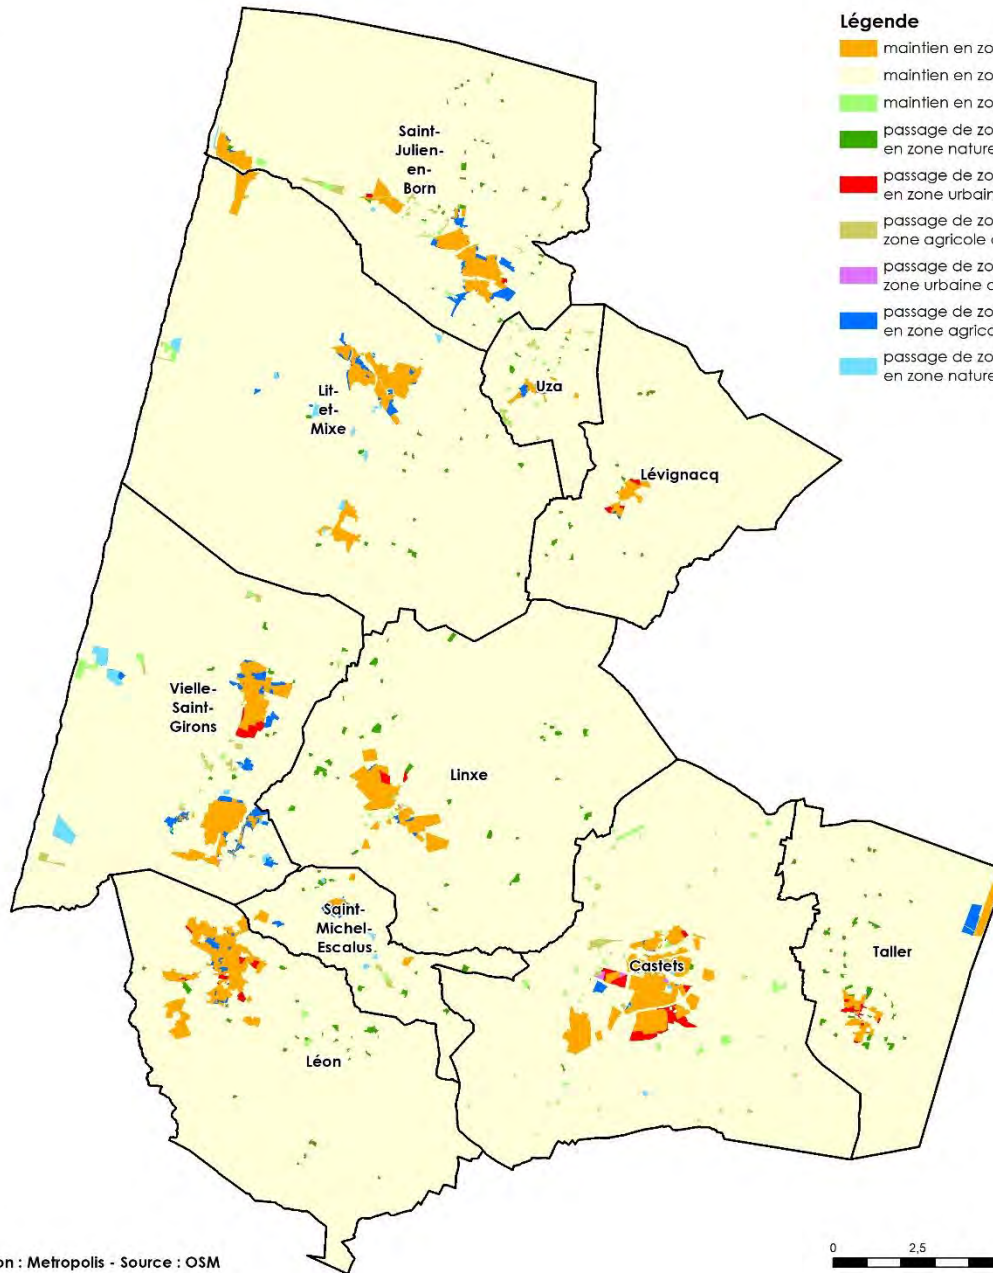 Légende
maintien en zo
maintien en zo
maintien en zo
passage de zo
en zone nature
passage de zo
en zone urbain
passage de zo
zone agricole
passage de zo
zone urbaine
passage de zo
en zone agrico
passage de zo
en zone nature
Saint-
Julien-
en-
Born
Uza
Lit-
et-
Mixe
Lévignacq
Vielle-
Saint-
Girons
Linxe
Saint-
Michel-
Escalus
Castets
Taller
Léon
on : Metropolis - Source : OSM
0 2,5